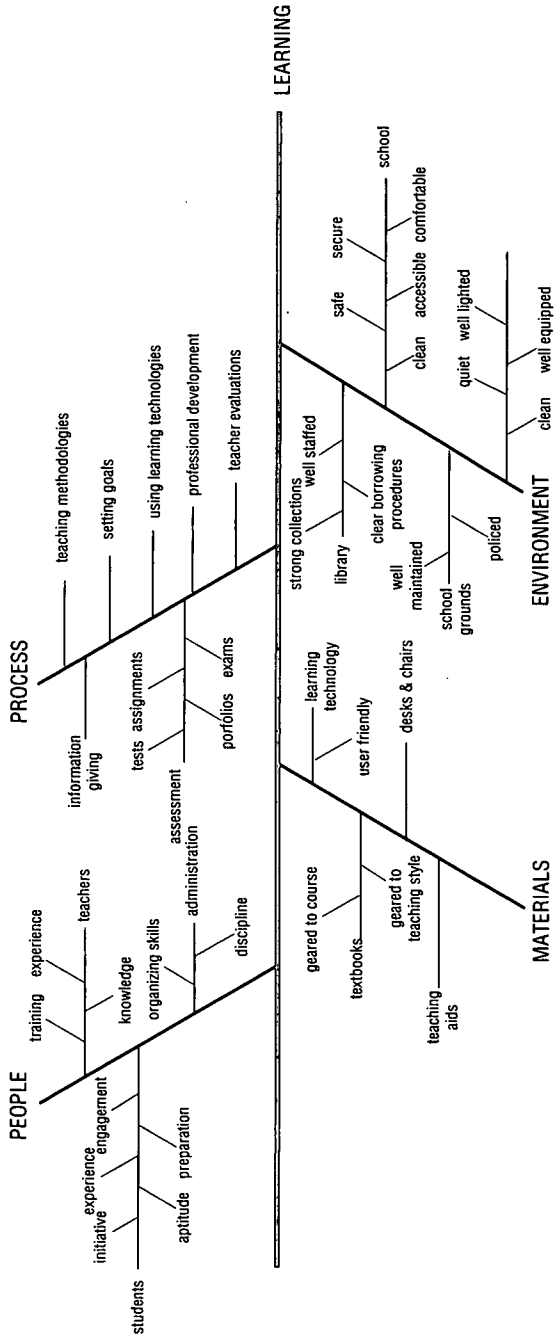 PEOPLE
training
experience
teachers
knowledge
organizing skills
administration
discipline
initiative
experience
engagement
students
aptitude
preparation
PROCESS
teaching methodologies
setting goals
using learning technologies
professional development
teacher evaluations
information
giving
tests
assignments
assessment
porfolios
exams
LEARNING
MATERIALS
learning
technology
user friendly
geared to course
textbooks
geared to
teaching style
desks & chairs
teaching
aids
ENVIRONMENT
safe
secure
school
clean
accessible
comfortable
strong collections
well staffed
library
clear borrowing
procedures
well
maintained
school
grounds
policed
quiet
well lighted
clean
well equipped